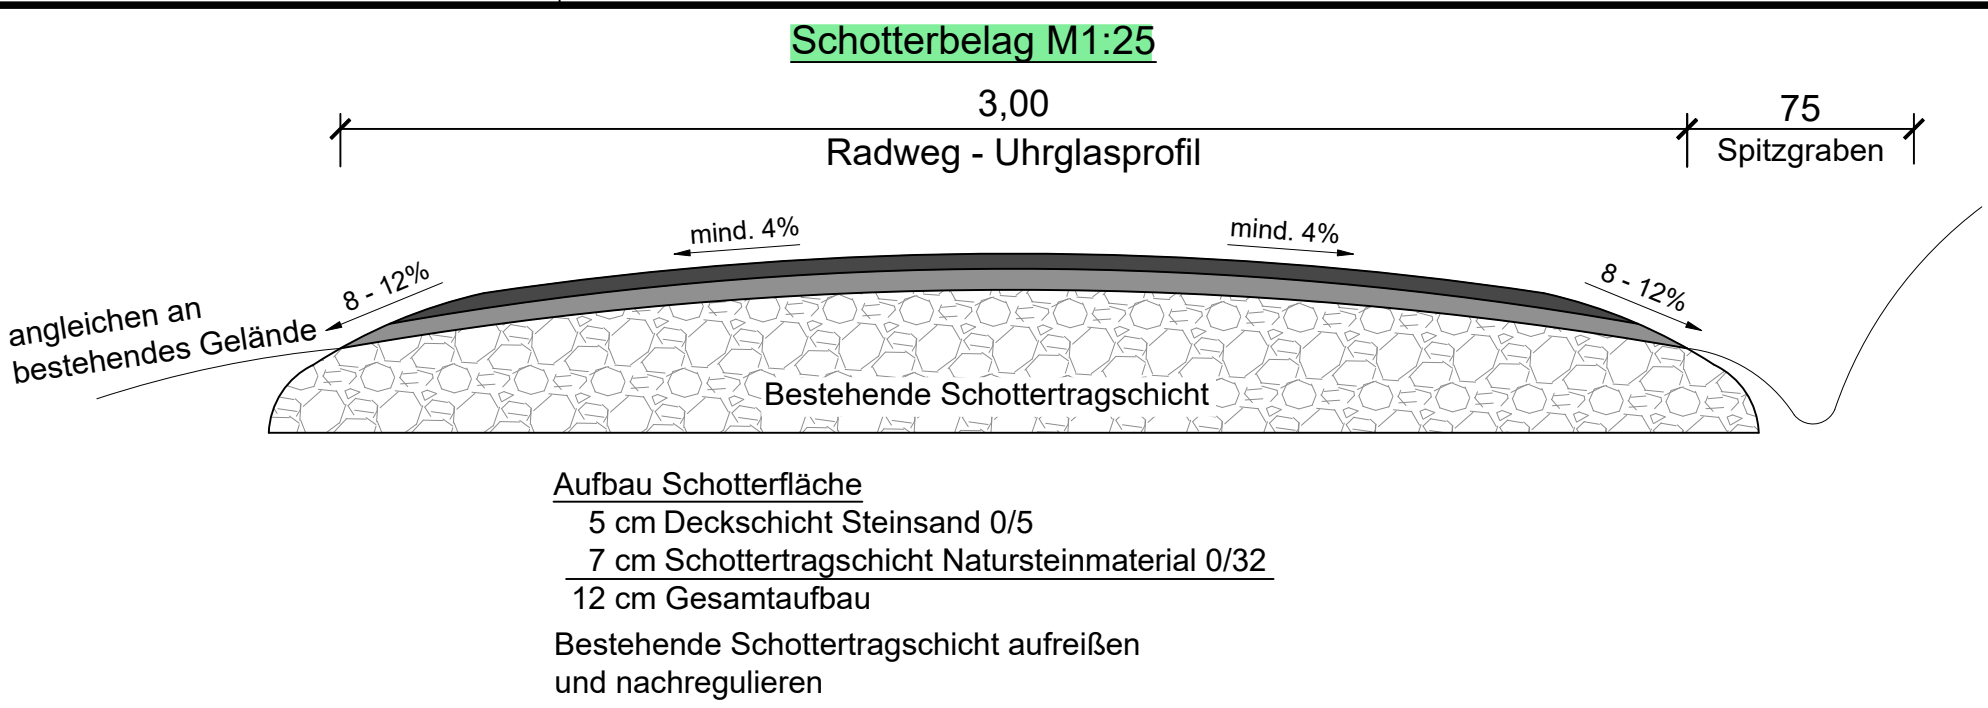 Schotterbelag M1:25
3,00
75
Radweg - Uhrglasprofil
Spitzgraben
mind. 4%
mind. 4%
8 - 12%
8 - 12%
angleichen an
bestehendes Gelände
Bestehende Schottertragschicht
Aufbau Schotterfläche
5 cm Deckschicht Steinsand 0/5
7 cm Schottertragschicht Natursteinmaterial 0/32
12 cm Gesamtaufbau
Bestehende Schottertragschicht aufreißen
und nachregulieren